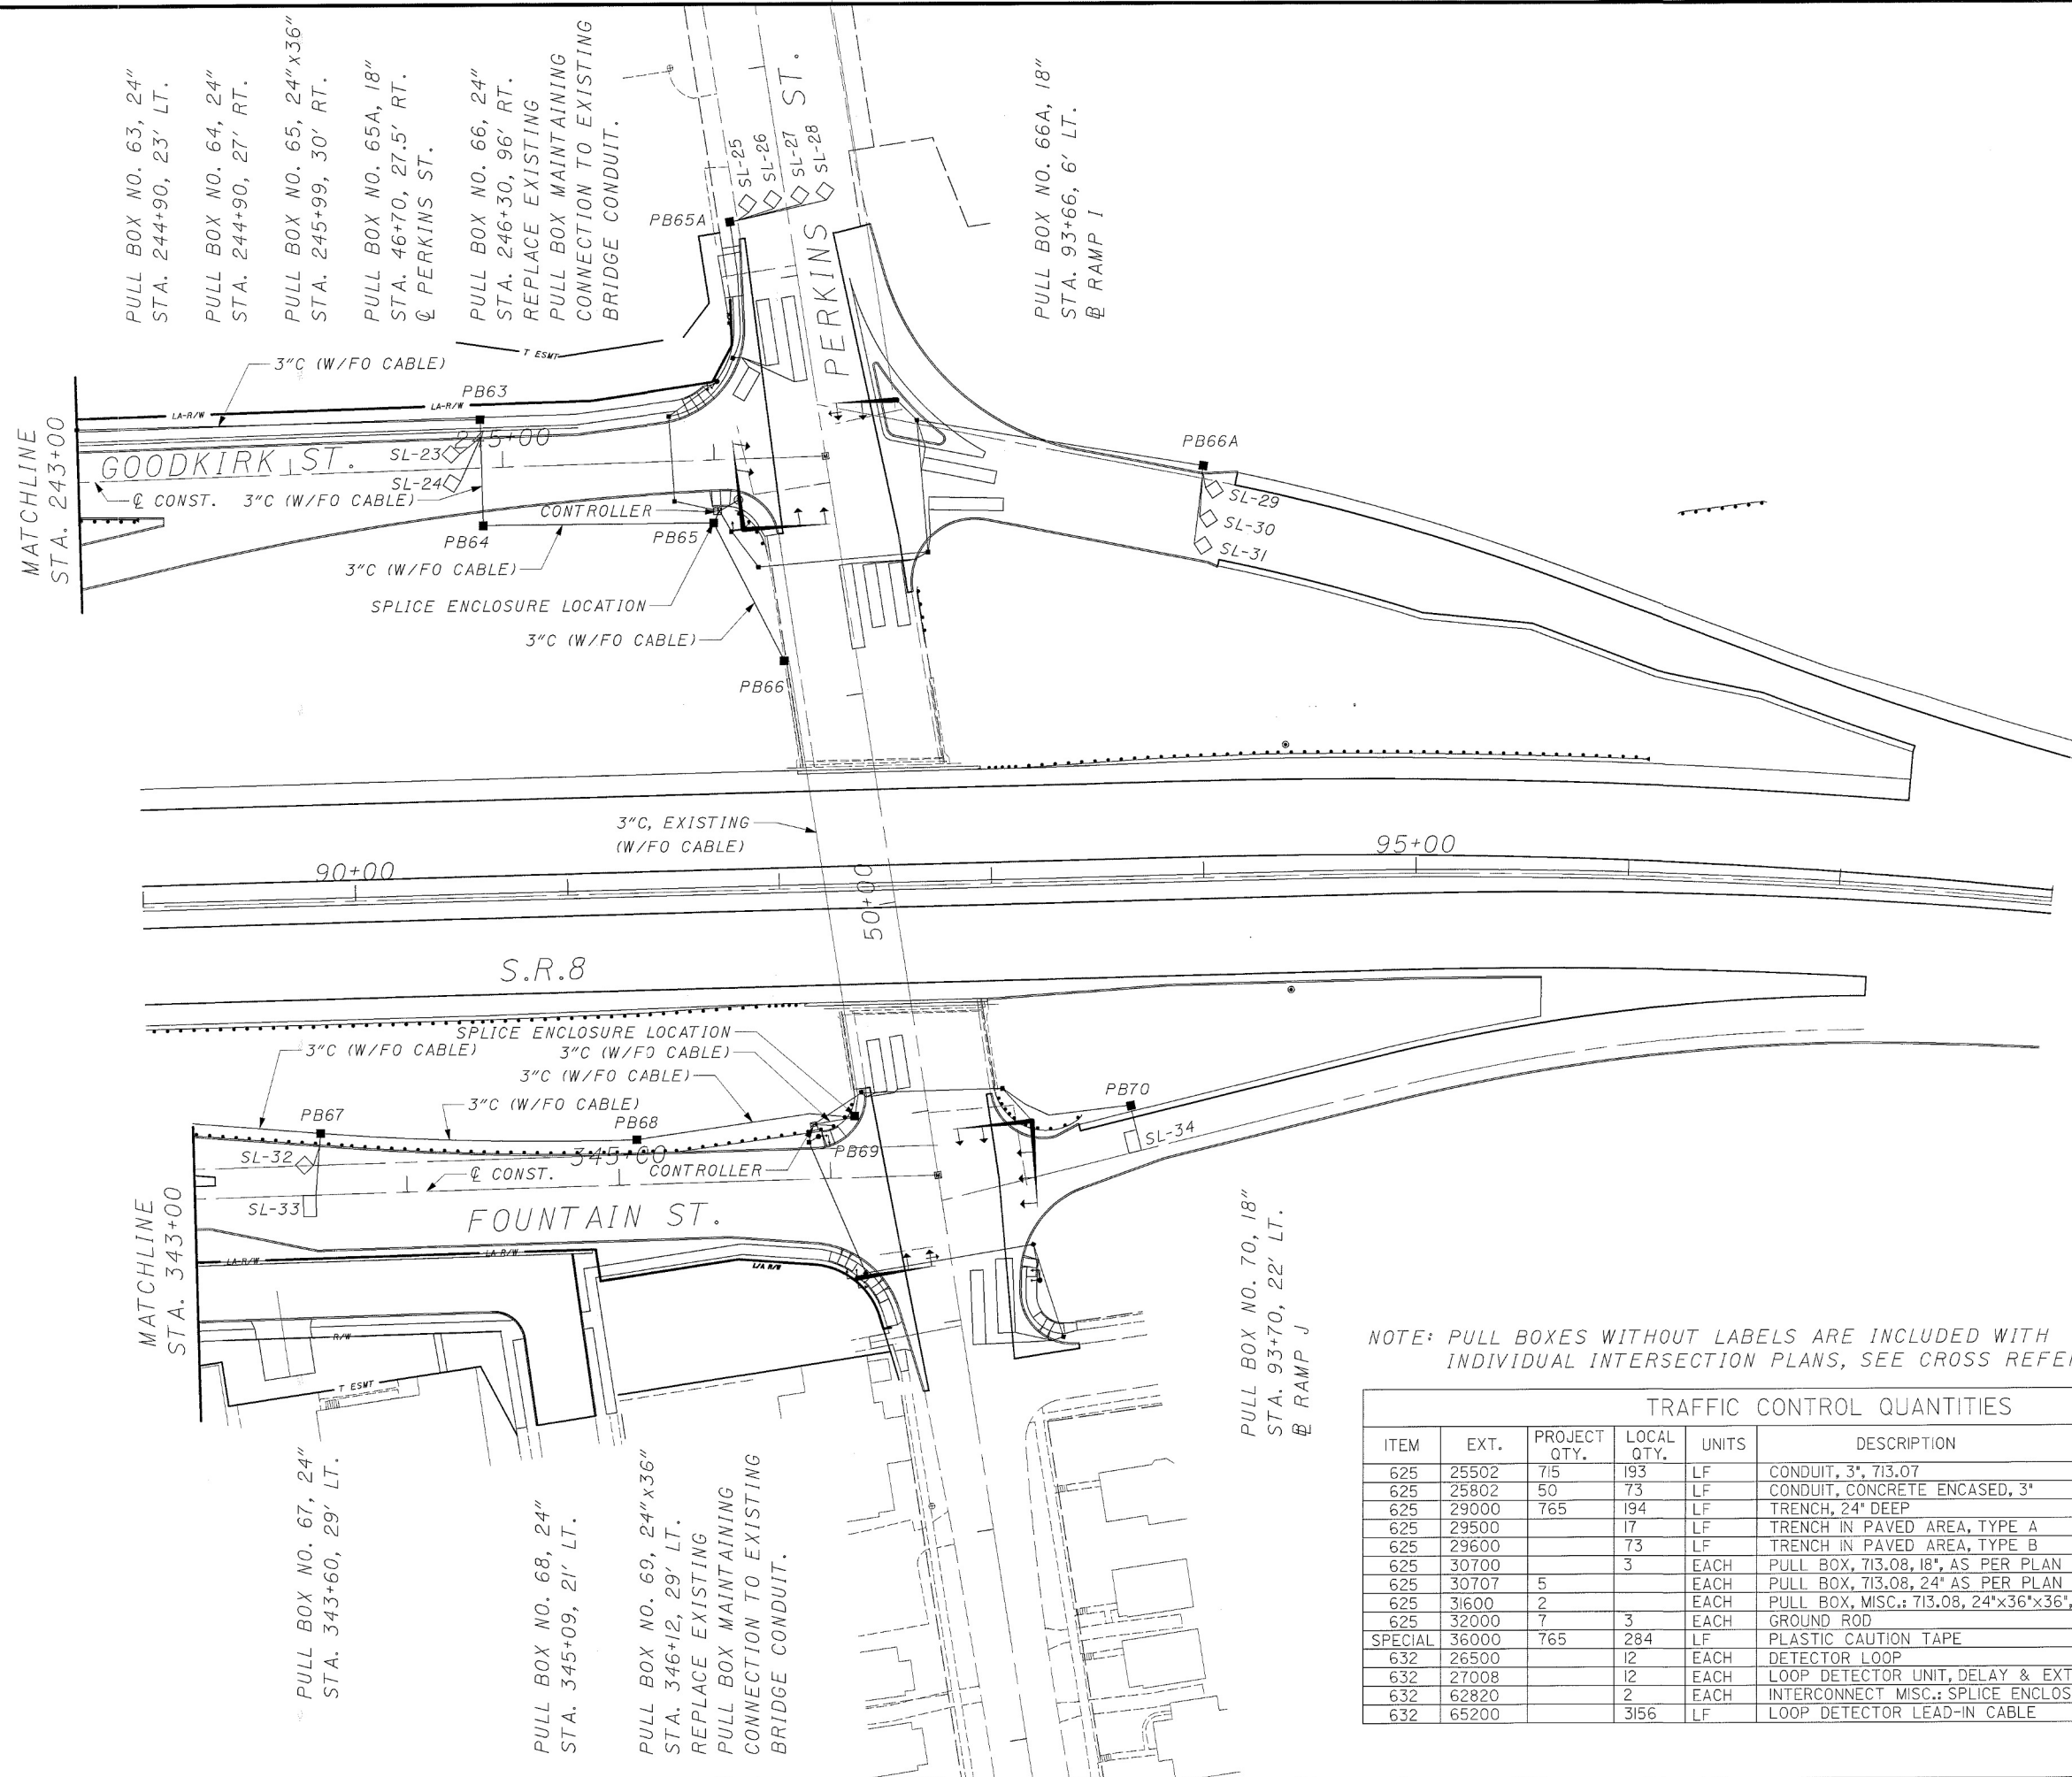 PULL BOX NO. 63, 24"
STA. 244+90, 23' LT.
PULL BOX NO. 64, 24"
STA. 244+90, 27' RT.
PULL BOX NO. 65, 24"x36"
STA. 245+99, 30' RT.
PULL BOX NO. 65A, 18"
STA. 46+70, 27.5' RT.
℄ PERKINS ST.
PULL BOX NO. 66, 24"
STA. 246+30, 96' RT.
REPLACE EXISTING
PULL BOX MAINTAINING
CONNECTION TO EXISTING
BRIDGE CONDUIT.
PULL BOX NO. 66A, 18"
STA. 93+66, 6' LT.
RAMP I
SL-25
SL-26
SL-27
SL-28
PERKINS ST.
PB65A
T ESMT
3"C (W/FO CABLE)
PB63
LA-R/W
LA-R/W
MATCHLINE
STA. 243+00
245+00
GOODKIRK ST.
SL-23
SL-24
℄ CONST.
3"C (W/FO CABLE)
CONTROLLER
PB64
PB65
3"C (W/FO CABLE)
SPLICE ENCLOSURE LOCATION
3"C (W/FO CABLE)
PB66
PB66A
SL-29
SL-30
SL-31
3"C, EXISTING
(W/FO CABLE)
90+00
95+00
50+00
S.R.8
SPLICE ENCLOSURE LOCATION
3"C (W/FO CABLE)
3"C (W/FO CABLE)
3"C (W/FO CABLE)
3"C (W/FO CABLE)
PB67
PB68
PB69
PB70
SL-32
SL-33
SL-34
345+00
℄ CONST.
CONTROLLER
FOUNTAIN ST.
MATCHLINE
STA. 343+00
LA-R/W
LA-R/W
L/A R/W
R/W
T ESMT
PULL BOX NO. 67, 24"
STA. 343+60, 29' LT.
PULL BOX NO. 68, 24"
STA. 345+09, 21' LT.
PULL BOX NO. 69, 24"x36"
STA. 346+12, 29' LT.
REPLACE EXISTING
PULL BOX MAINTAINING
CONNECTION TO EXISTING
BRIDGE CONDUIT.
PULL BOX NO. 70, 18"
STA. 93+70, 22' LT.
RAMP J
NOTE: PULL BOXES WITHOUT LABELS ARE INCLUDED WITH
INDIVIDUAL INTERSECTION PLANS, SEE CROSS REFE
TRAFFIC CONTROL QUANTITIES
ITEM EXT. PROJECT QTY. LOCAL QTY. UNITS DESCRIPTION
625 25502 715 193 LF CONDUIT, 3", 713.07
625 25802 50 73 LF CONDUIT, CONCRETE ENCASED, 3"
625 29000 765 194 LF TRENCH, 24" DEEP
625 29500 17 LF TRENCH IN PAVED AREA, TYPE A
625 29600 73 LF TRENCH IN PAVED AREA, TYPE B
625 30700 3 EACH PULL BOX, 713.08, 18", AS PER PLAN
625 30707 5 EACH PULL BOX, 713.08, 24" AS PER PLAN
625 31600 2 EACH PULL BOX, MISC.: 713.08, 24"x36"x36",
625 32000 7 3 EACH GROUND ROD
SPECIAL 36000 765 284 LF PLASTIC CAUTION TAPE
632 26500 12 EACH DETECTOR LOOP
632 27008 12 EACH LOOP DETECTOR UNIT, DELAY & EXT
632 62820 2 EACH INTERCONNECT MISC.: SPLICE ENCLOS
632 65200 3156 LF LOOP DETECTOR LEAD-IN CABLE